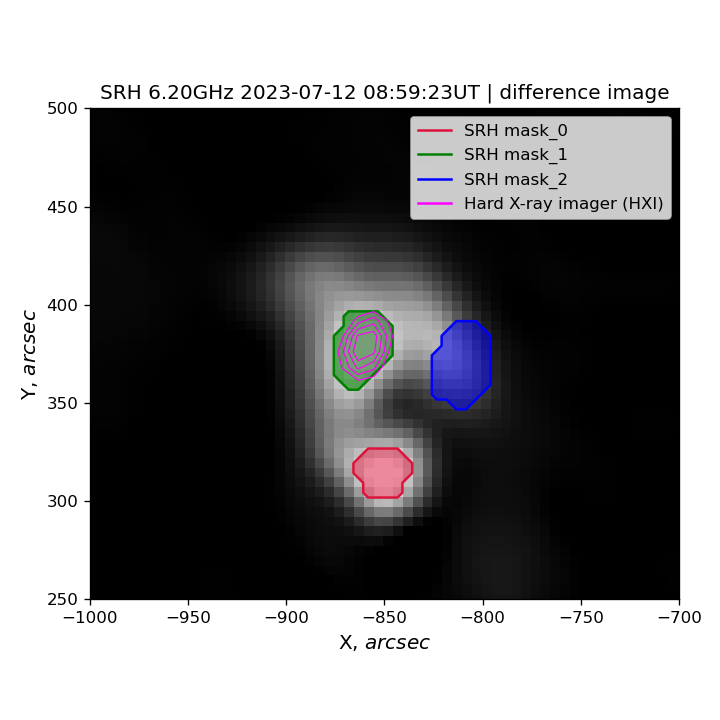 SRH 6.20GHz 2023-07-12 08:59:23UT | difference image
SRH mask_0
SRH mask_1
SRH mask_2
Hard X-ray imager (HXI)
500
450
400
350
300
250
Y, arcsec
−1000
−950
−900
−850
−800
−750
−700
X, arcsec